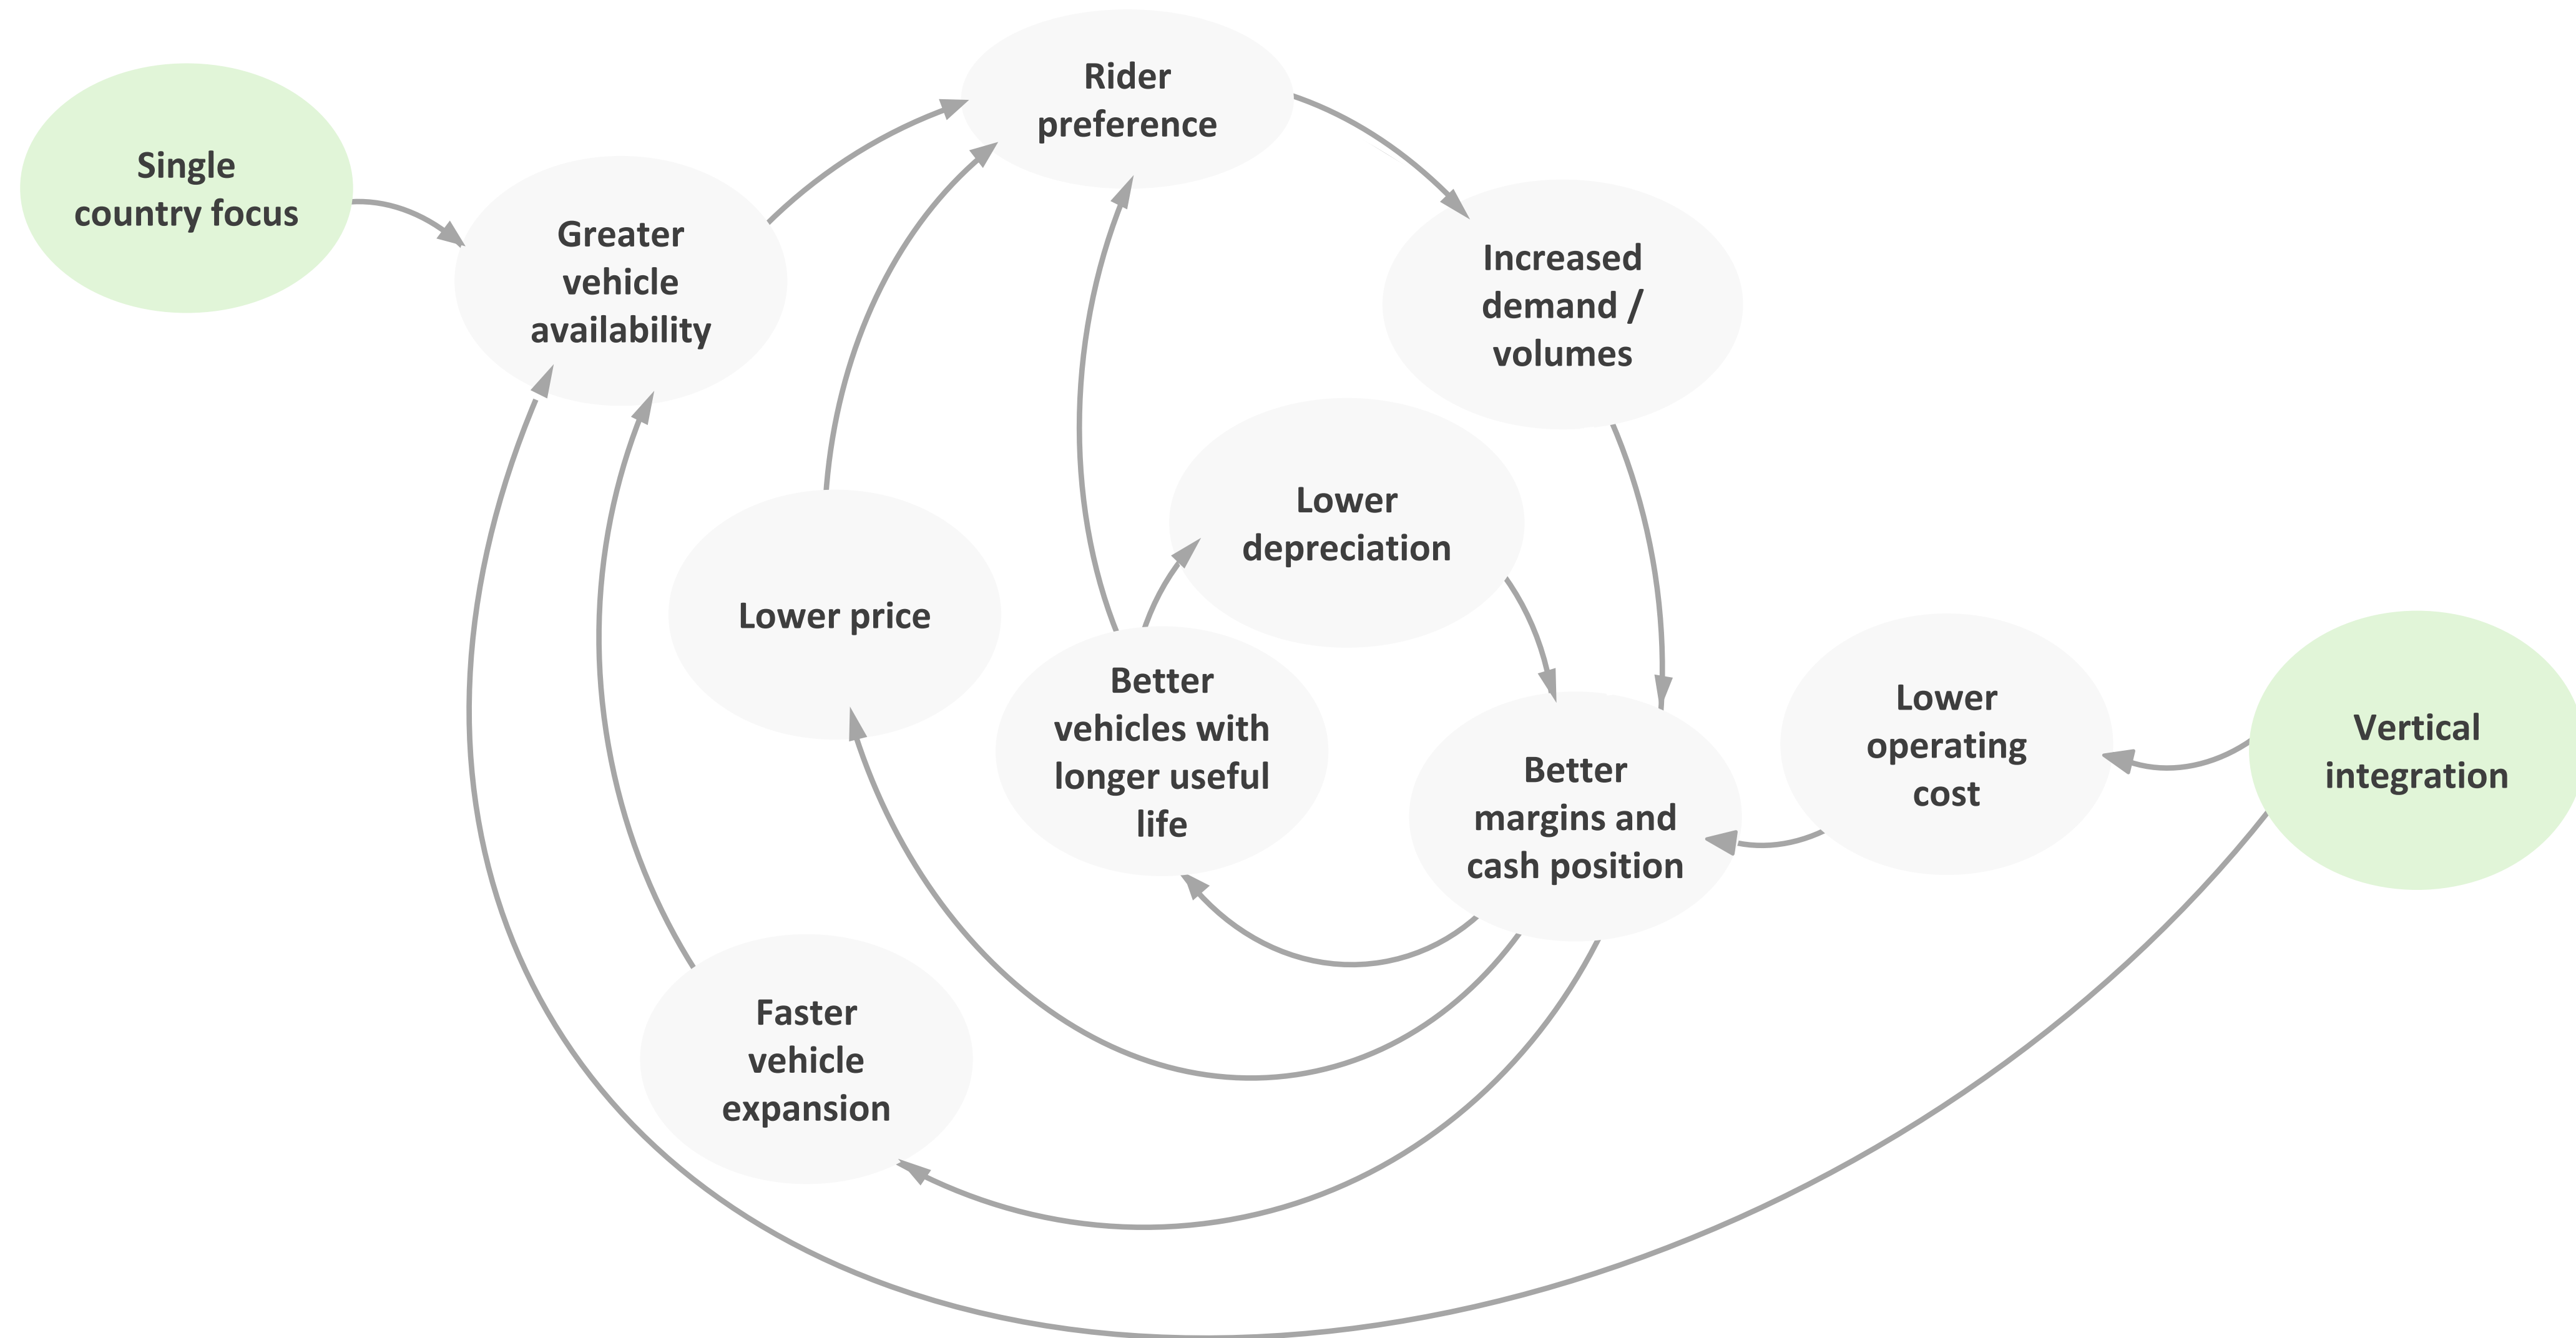 Rider
preference
Single
country focus
Greater
vehicle
availability
Increased
demand /
volumes
Lower
depreciation
Lower price
Better
vehicles with
longer useful
life
Better
margins and
cash position
Lower
operating
cost
Vertical
integration
Faster
vehicle
expansion